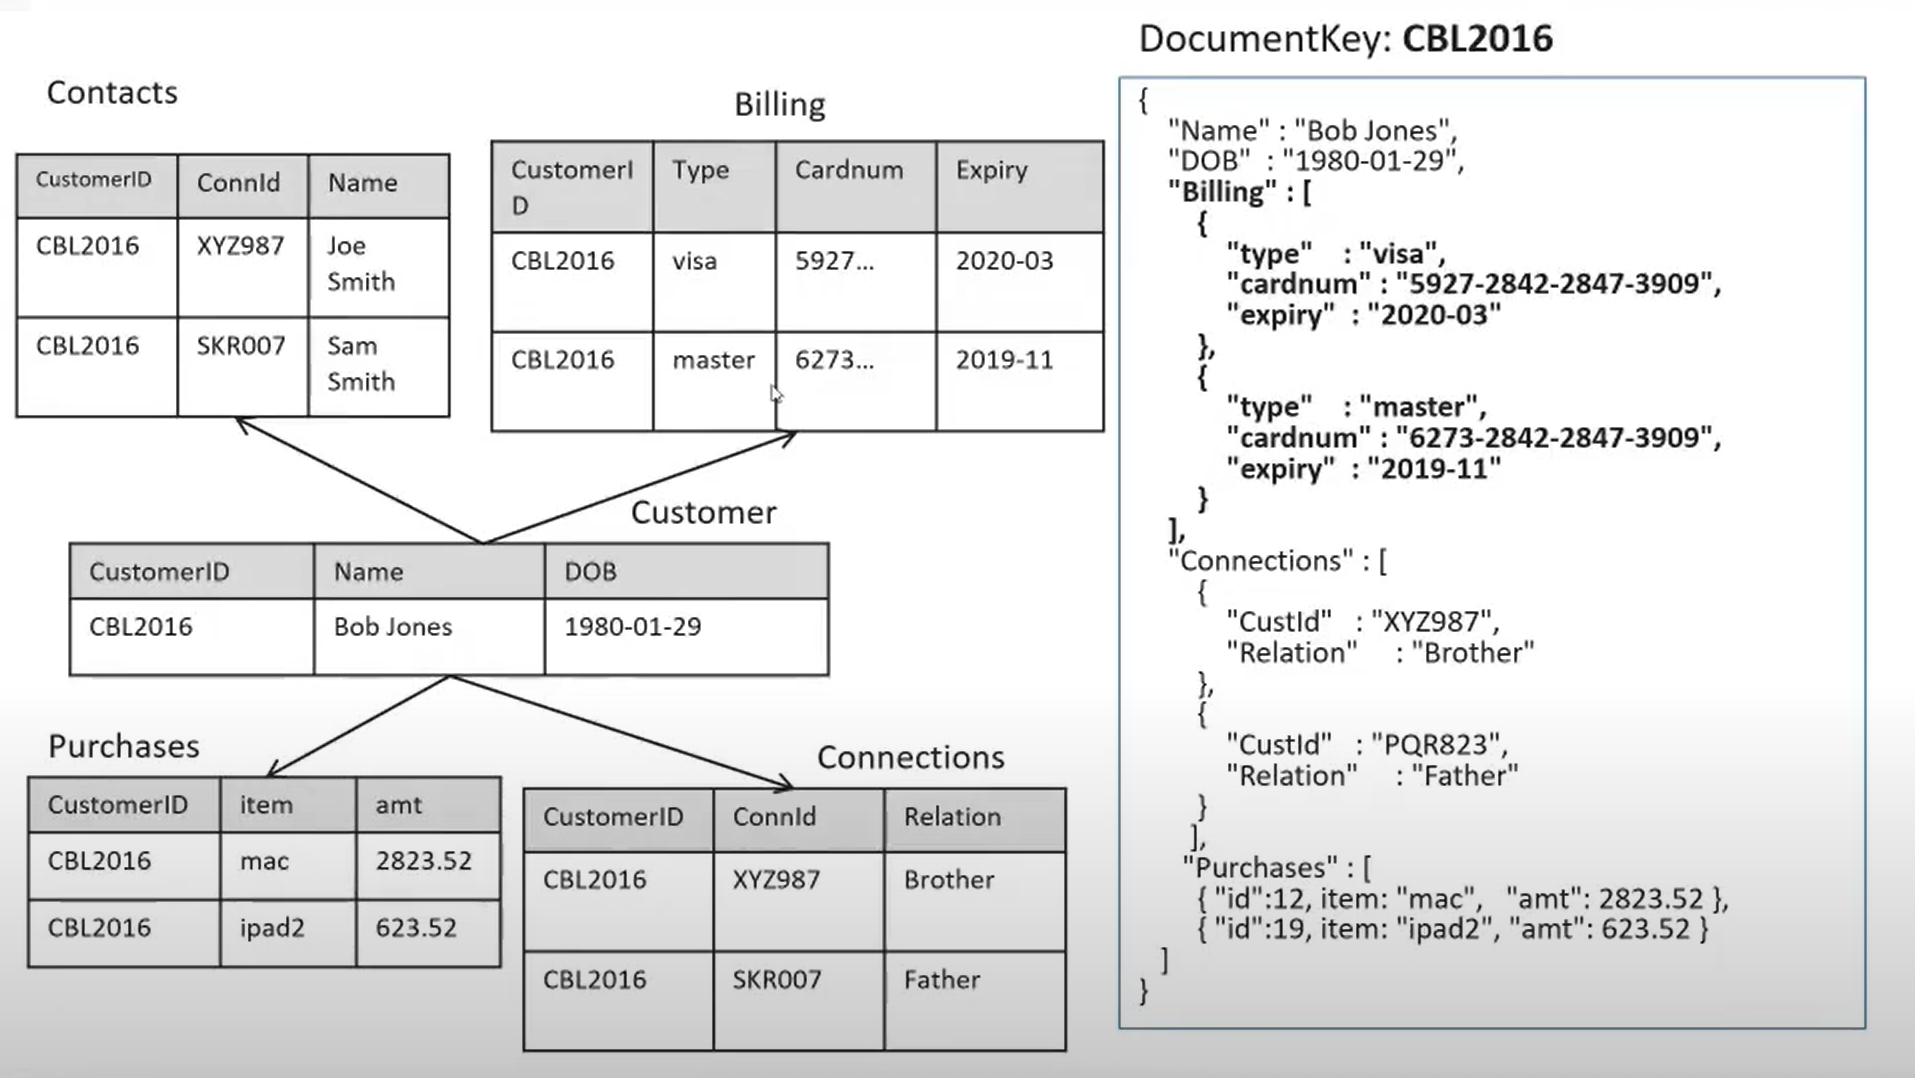 DocumentKey: CBL2016
Contacts
CustomerID ConnId Name
CBL2016 XYZ987 Joe
Smith
CBL2016 SKR007 Sam
Smith
Billing
CustomerI
D Type Cardnum Expiry
CBL2016 visa 5927... 2020-03
CBL2016 master 6273... 2019-11
Customer
CustomerID Name DOB
CBL2016 Bob Jones 1980-01-29
Purchases
CustomerID item amt
CBL2016 mac 2823.52
CBL2016 ipad2 623.52
Connections
CustomerID ConnId Relation
CBL2016 XYZ987 Brother
CBL2016 SKR007 Father
{
"Name" : "Bob Jones",
"DOB" : "1980-01-29",
"Billing" : [
{
"type" : "visa",
"cardnum" : "5927-2842-2847-3909",
"expiry" : "2020-03"
},
{
"type" : "master",
"cardnum" : "6273-2842-2847-3909",
"expiry" : "2019-11"
}
],
"Connections" : [
{
"CustId" : "XYZ987",
"Relation" : "Brother"
},
{
"CustId" : "PQR823",
"Relation" : "Father"
}
],
"Purchases" : [
{ "id":12, item: "mac", "amt": 2823.52 },
{ "id":19, item: "ipad2", "amt": 623.52 }
]
}